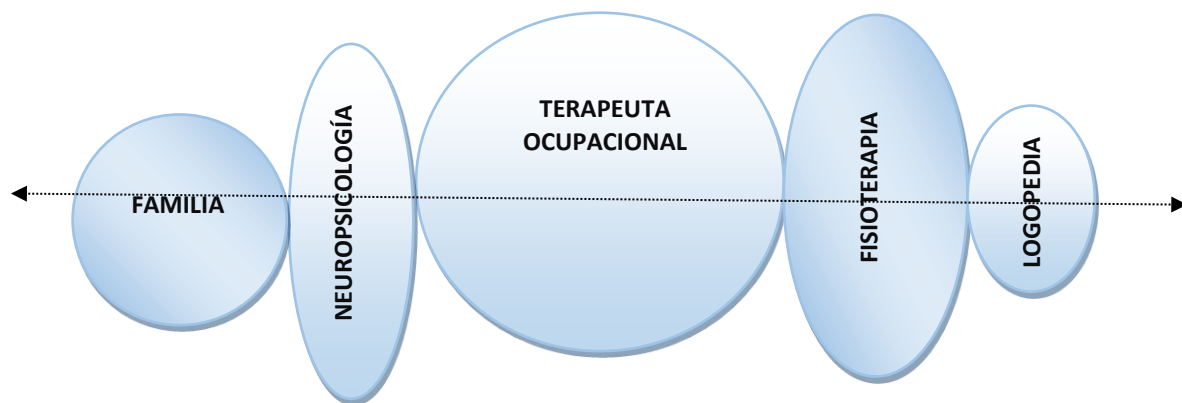 FAMILIA
NEUROPSICOLOGÍA
TERAPEUTA
OCUPACIONAL
FISIOTERAPIA
LOGOPEDIA